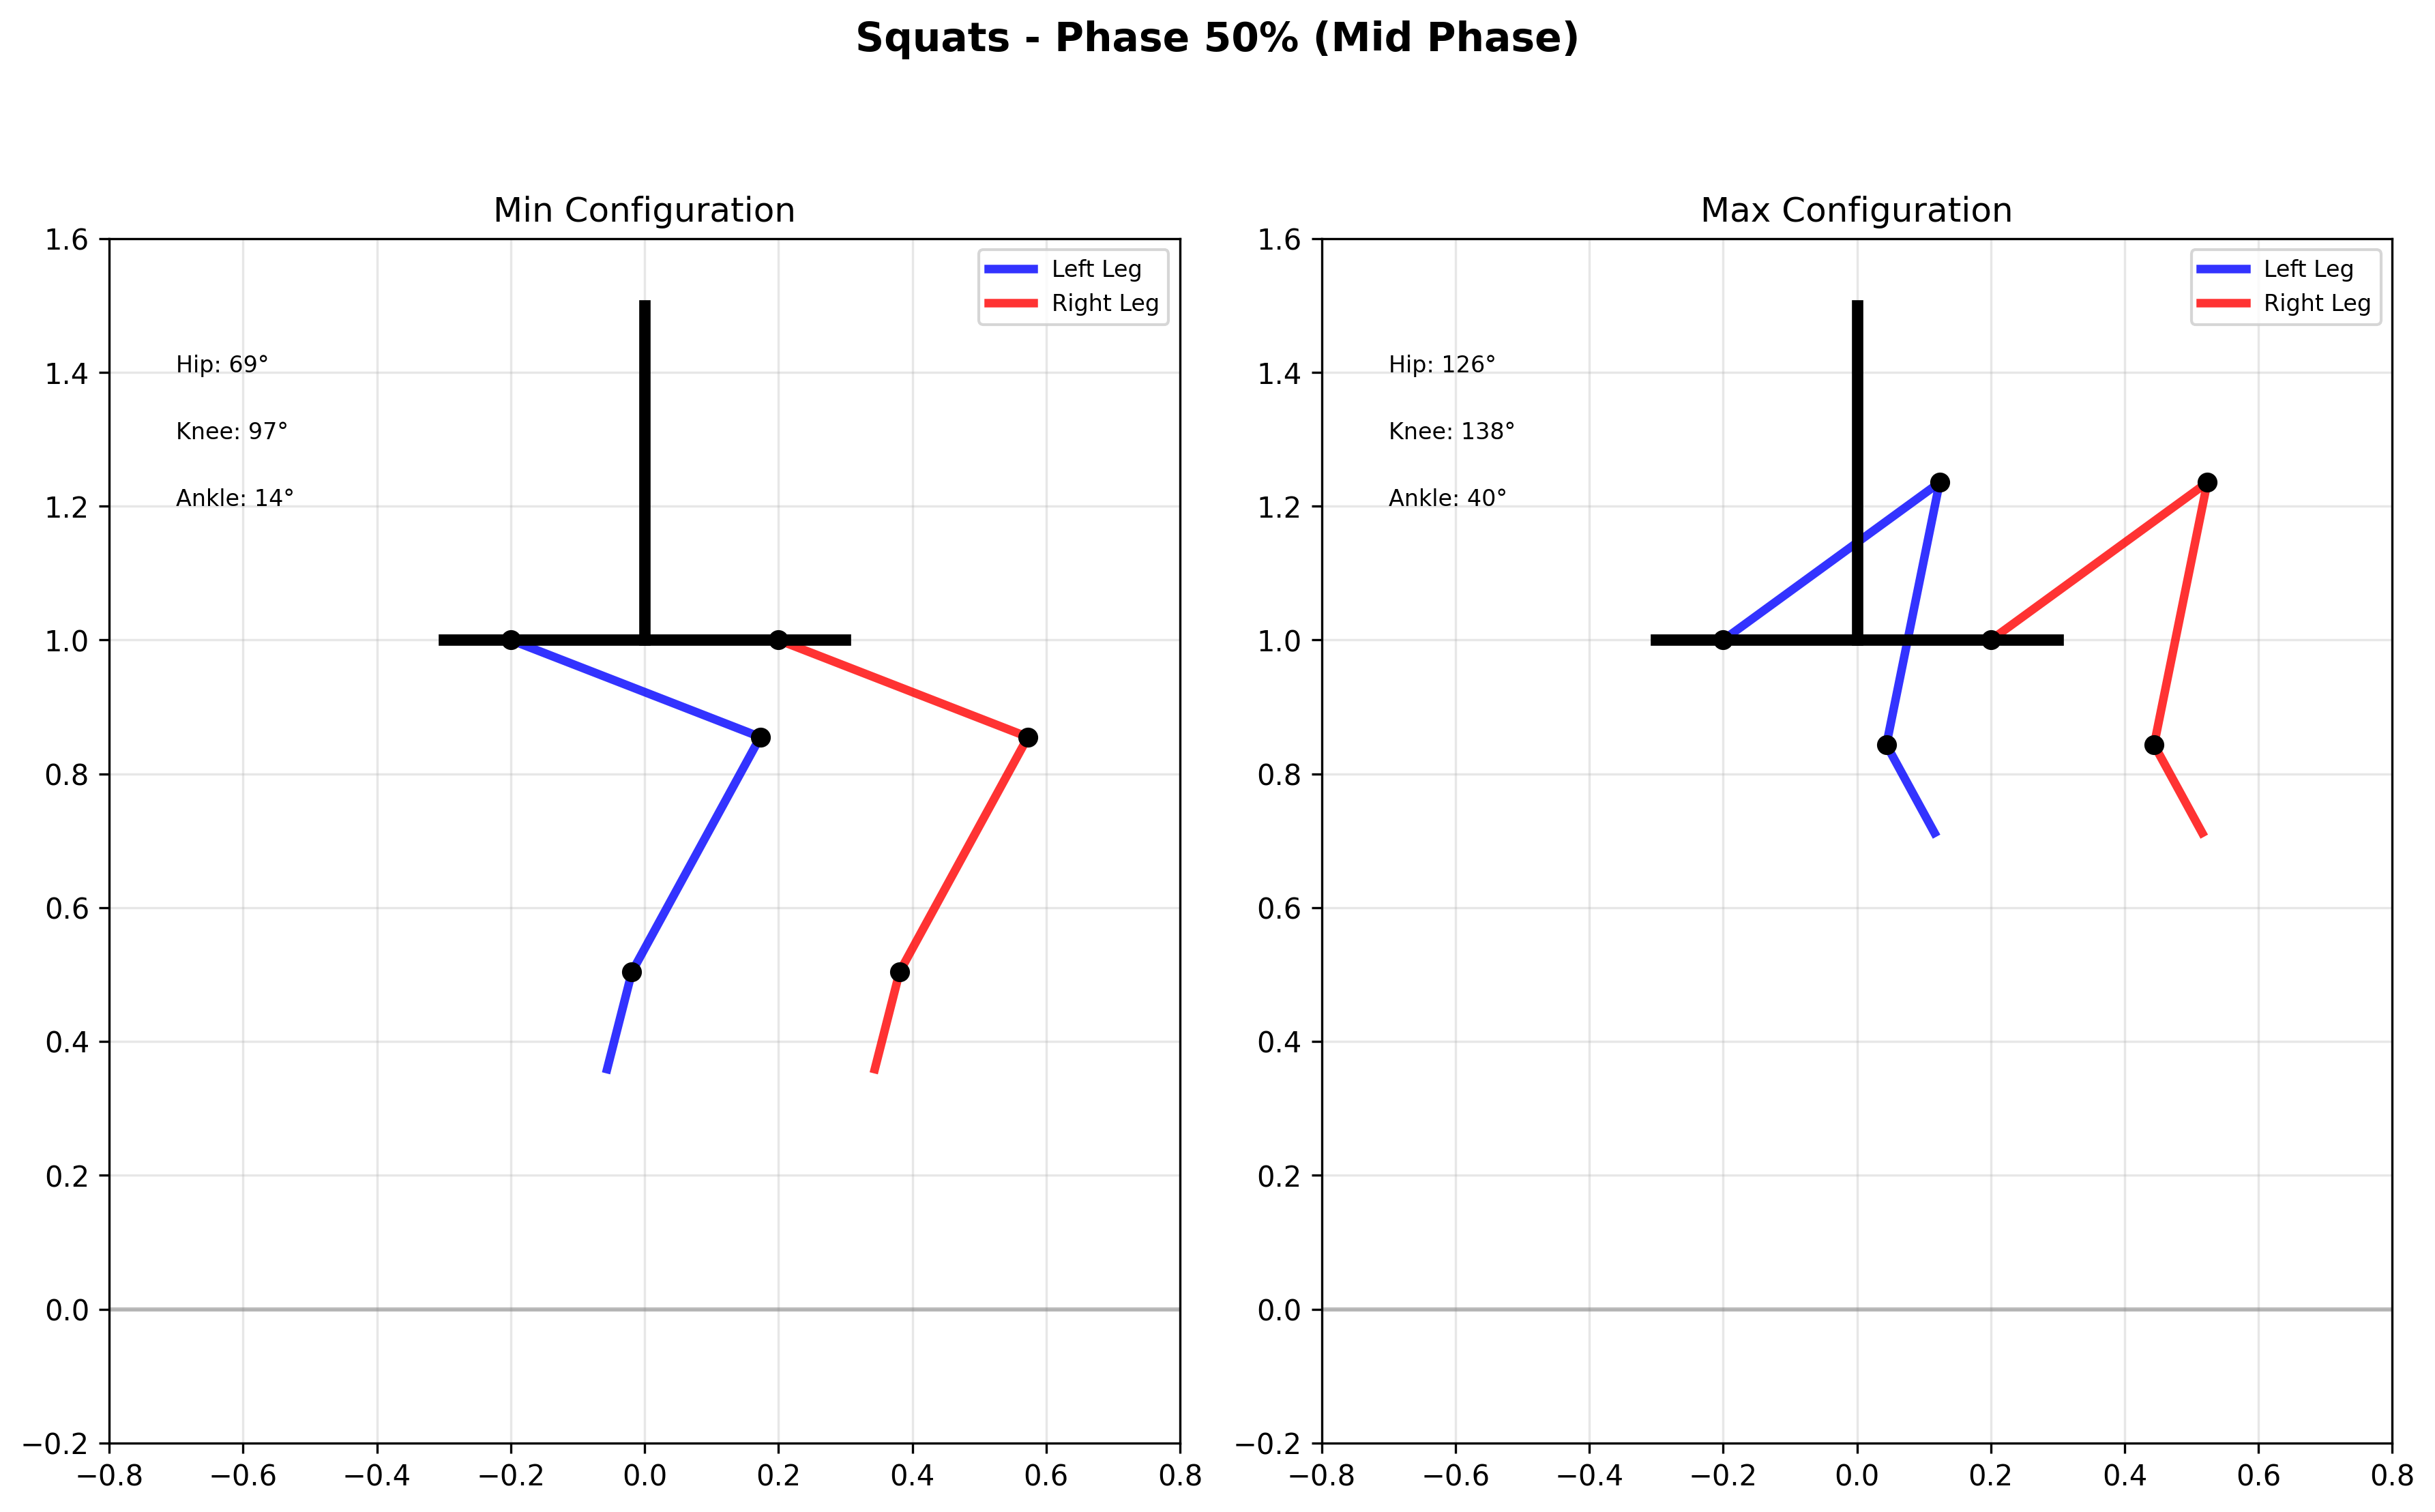 Squats - Phase 50% (Mid Phase)
Min Configuration
1.6
1.4
1.2
1.0
0.8
0.6
0.4
0.2
0.0
−0.2
Hip: 69°
Knee: 97°
Ankle: 14°
Left Leg
Right Leg
−0.8 −0.6 −0.4 −0.2 0.0 0.2 0.4 0.6 0.8
Max Configuration
1.6
1.4
1.2
1.0
0.8
0.6
0.4
0.2
0.0
−0.2
Hip: 126°
Knee: 138°
Ankle: 40°
Left Leg
Right Leg
−0.8 −0.6 −0.4 −0.2 0.0 0.2 0.4 0.6 0.8